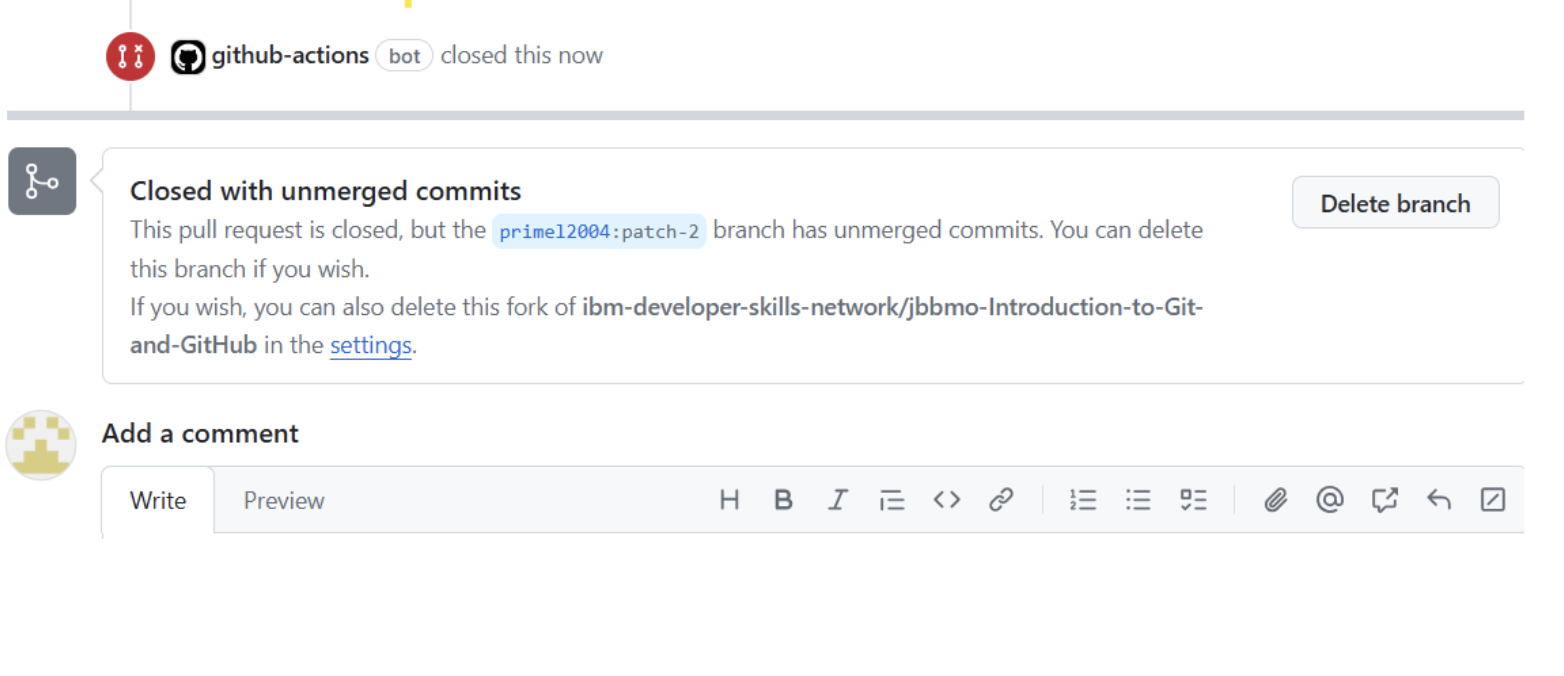 github-actions bot closed this now
Closed with unmerged commits
Delete branch
This pull request is closed, but the primel2004:patch-2 branch has unmerged commits. You can delete
this branch if you wish.
If you wish, you can also delete this fork of ibm-developer-skills-network/jbbmo-Introduction-to-Git-
and-GitHub in the settings.
Add a comment
Write Preview